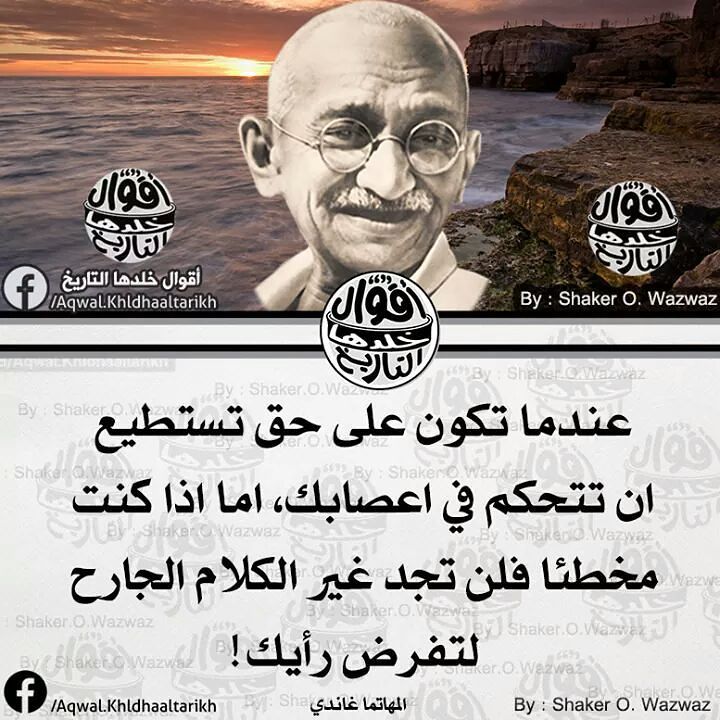 أقوال
خلدها
التاريخ
أقوال
خلدها
التاريخ
أقوال خلدها التاريخ
/Aqwal.Khldhaaltarikh
By : Shaker O. Wazwaz
أقوال
خلدها
التاريخ
عندما تكون على حق تستطيع
ان تتحكم في اعصابك، اما اذا كنت
مخطئا فلن تجد غير الكلام الجارح
لتفرض رأيك!
/Aqwal.Khldhaaltarikh
المهاتما غاندي
By : Shaker O. Wazwaz